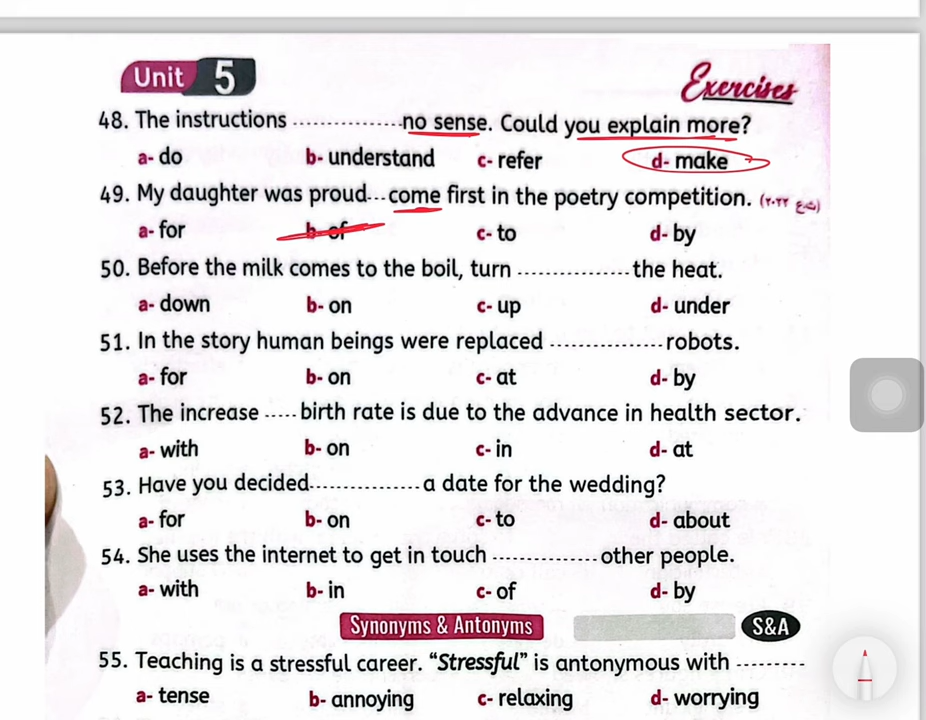 Unit 5
Exercises
48. The instructions ................no sense. Could you explain more?
a- do b- understand c- refer d- make
49. My daughter was proud...come first in the poetry competition. (ش.ع ٢٠٢٢)
a- for b- of c- to d- by
50. Before the milk comes to the boil, turn ................the heat.
a- down b- on c- up d- under
51. In the story human beings were replaced ................robots.
a- for b- on c- at d- by
52. The increase ..... birth rate is due to the advance in health sector.
a- with b- on c- in d- at
53. Have you decided................a date for the wedding?
a- for b- on c- to d- about
54. She uses the internet to get in touch ...............other people.
a- with b- in c- of d- by
Synonyms & Antonyms S&A
55. Teaching is a stressful career. “Stressful” is antonymous with ..........
a- tense b- annoying c- relaxing d- worrying